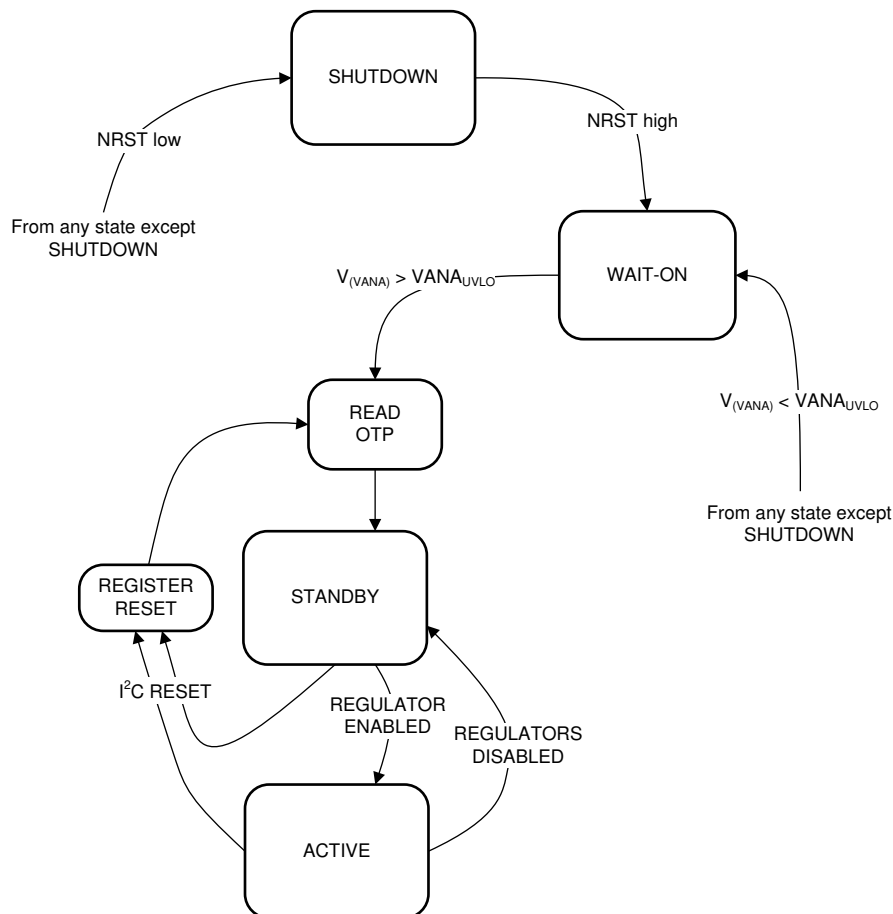 SHUTDOWN
NRST low
NRST high
From any state except
SHUTDOWN
WAIT-ON
V(VANA) > VANAUVLO
V(VANA) < VANAUVLO
READ
OTP
From any state except
SHUTDOWN
REGISTER
RESET
STANDBY
I²C RESET
REGULATOR
ENABLED
REGULATORS
DISABLED
ACTIVE